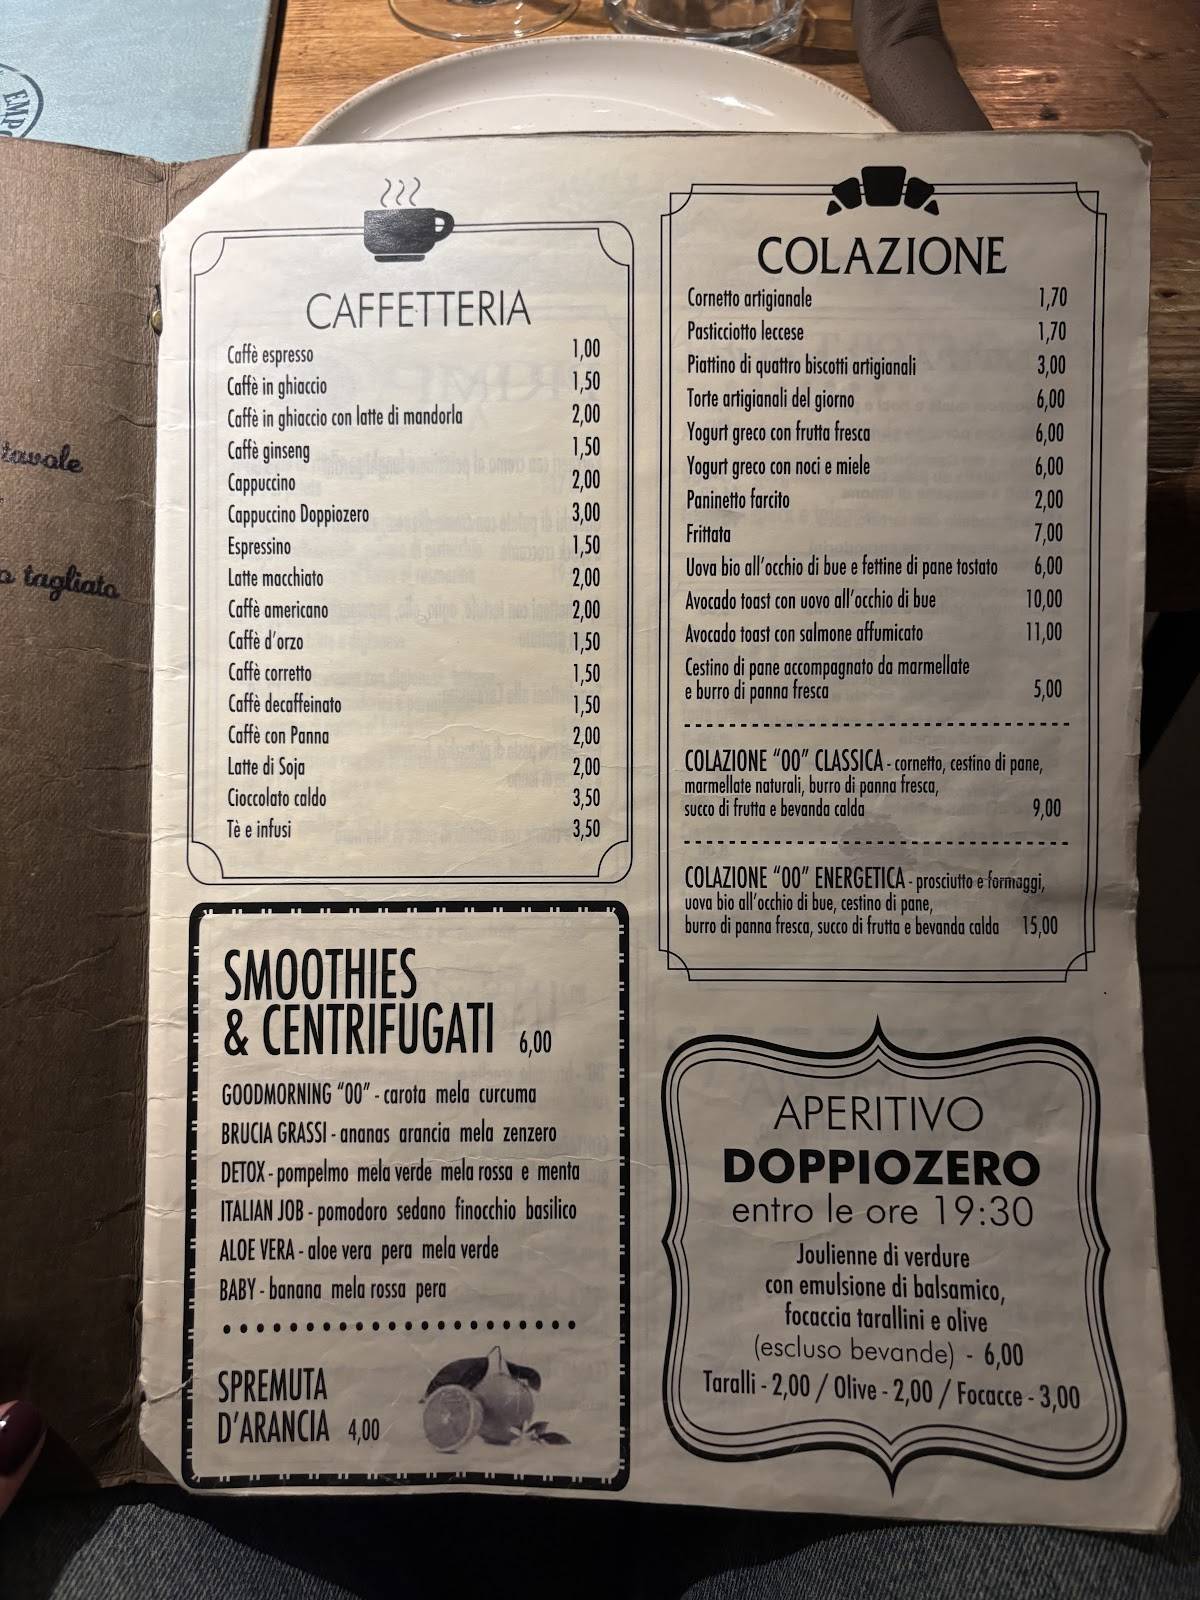 EMPO
tavole
o tagliato
CAFFETTERIA
Caffè espresso 1,00
Caffè in ghiaccio 1,50
Caffè in ghiaccio con latte di mandorla 2,00
Caffè ginseng 1,50
Cappuccino 2,00
Cappuccino Doppiozero 3,00
Espressino 1,50
Latte macchiato 2,00
Caffè americano 2,00
Caffè d'orzo 1,50
Caffè corretto 1,50
Caffè decaffeinato 1,50
Caffè con Panna 2,00
Latte di Soja 2,00
Cioccolato caldo 3,50
Tè e infusi 3,50
SMOOTHIES
& CENTRIFUGATI 6,00
GOODMORNING "00" - carota mela curcuma
BRUCIA GRASSI - ananas arancia mela zenzero
DETOX - pompelmo mela verde mela rossa e menta
ITALIAN JOB - pomodoro sedano finocchio basilico
ALOE VERA - aloe vera pera mela verde
BABY - banana mela rossa pera
SPREMUTA
D'ARANCIA 4,00
COLAZIONE
Cornetto artigianale 1,70
Pasticciotto leccese 1,70
Piattino di quattro biscotti artigianali 3,00
Torte artigianali del giorno 6,00
Yogurt greco con frutta fresca 6,00
Yogurt greco con noci e miele 6,00
Paninetto farcito 2,00
Frittata 7,00
Uova bio all'occhio di bue e fettine di pane tostato 6,00
Avocado toast con uovo all'occhio di bue 10,00
Avocado toast con salmone affumicato 11,00
Cestino di pane accompagnato da marmellate
e burro di panna fresca 5,00
COLAZIONE "00" CLASSICA - cornetto, cestino di pane,
marmellate naturali, burro di panna fresca,
succo di frutta e bevanda calda 9,00
COLAZIONE "00" ENERGETICA - prosciutto e formaggi,
uova bio all'occhio di bue, cestino di pane,
burro di panna fresca, succo di frutta e bevanda calda 15,00
APERITIVO
DOPPIOZERO
entro le ore 19:30
Joulienne di verdure
con emulsione di balsamico,
focaccia tarallini e olive
(escluso bevande) - 6,00
Taralli - 2,00 / Olive - 2,00 / Focacce - 3,00